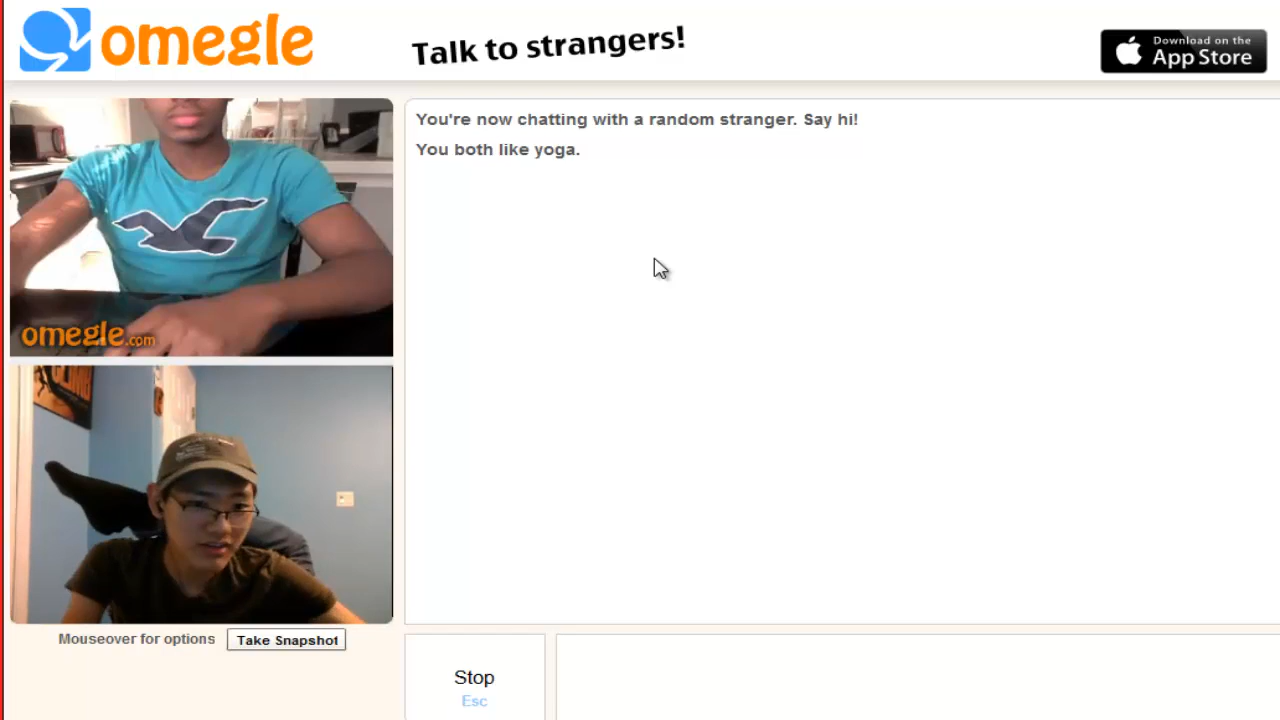 omegle
Talk to strangers!
Download on the
App Store
omegle.com
You're now chatting with a random stranger. Say hi!
You both like yoga.
Mouseover for options
Take Snapshot
Stop
Esc